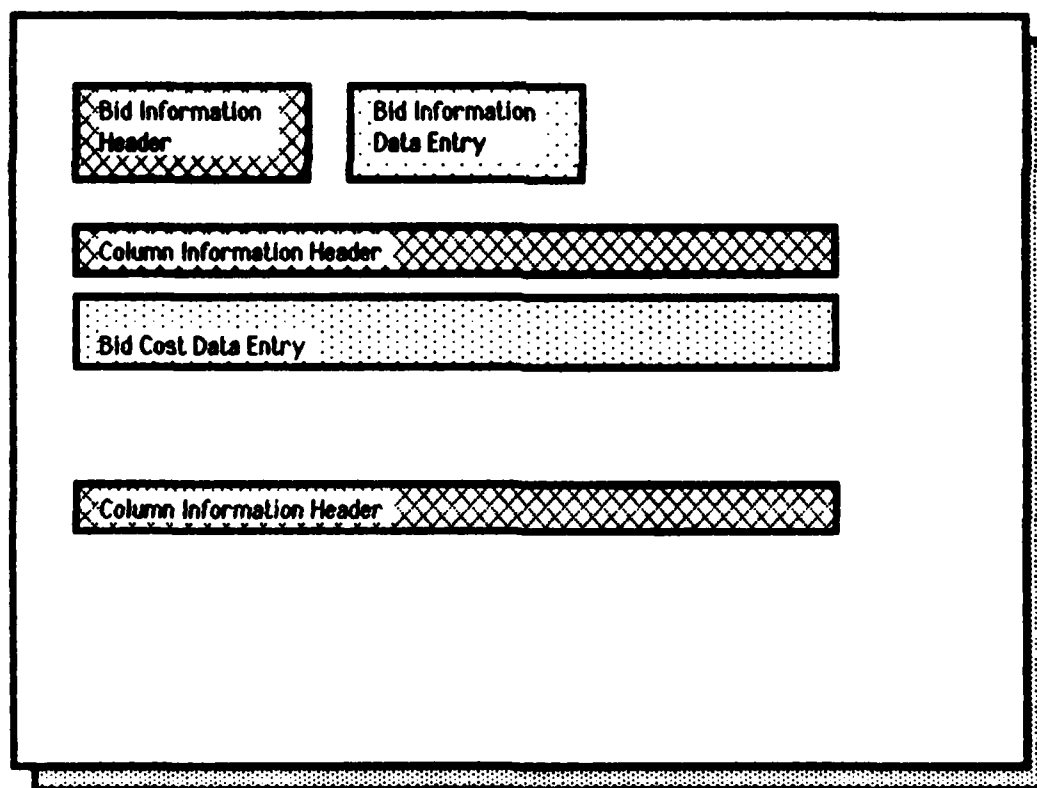 Bid Information
Header
Bid Information
Data Entry
Column Information Header
Bid Cost Data Entry
Column Information Header